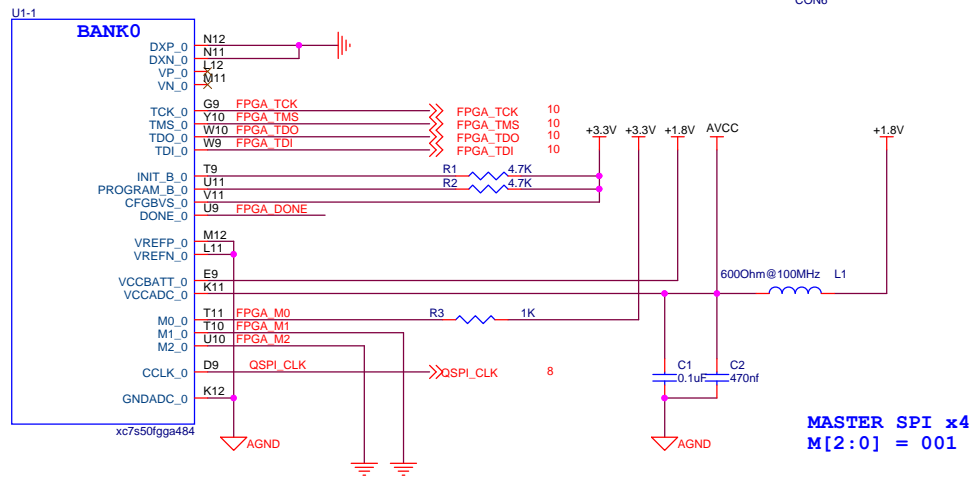 CON6
U1-1
BANK0
DXP_0 N12
DXN_0 N11
VP_0 L12
VN_0 M11
TCK_0 G9 FPGA_TCK FPGA_TCK 10
TMS_0 Y10 FPGA_TMS FPGA_TMS 10
TDO_0 W10 FPGA_TDO FPGA_TDO 10
TDI_0 W9 FPGA_TDI FPGA_TDI 10
+3.3V +3.3V +1.8V AVCC +1.8V
INIT_B_0 T9 R1 4.7K
PROGRAM_B_0 U11 R2 4.7K
CFGBVS_0 V11
DONE_0 U9 FPGA_DONE
VREFP_0 M12
VREFN_0 L11
VCCBATT_0 E9 600Ohm@100MHz L1
VCCADC_0 K11
M0_0 T11 FPGA_M0 R3 1K
M1_0 T10 FPGA_M1
M2_0 U10 FPGA_M2
CCLK_0 D9 QSPI_CLK QSPI_CLK 8
C1 C2
0.1uF 470nf
GNDADC_0 K12
xc7s50fgga484
AGND AGND
MASTER SPI x4
M[2:0] = 001